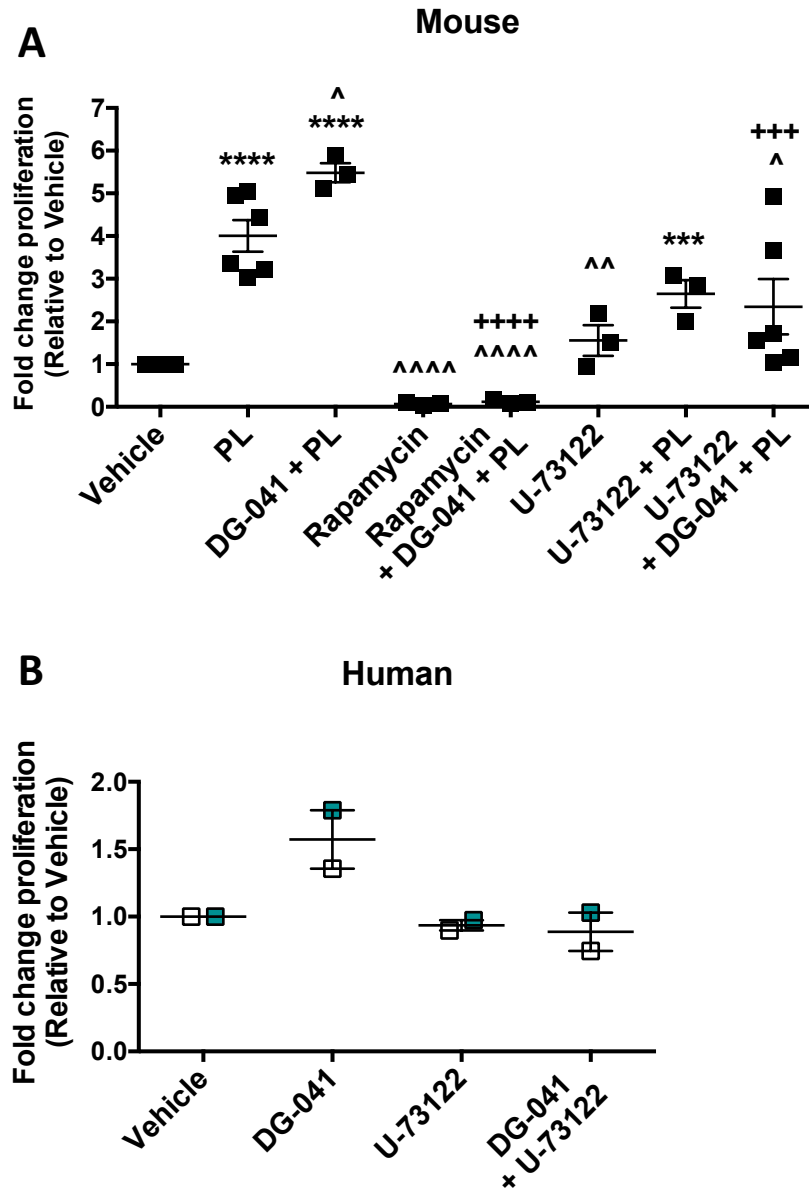 Mouse
A
Fold change proliferation
(Relative to Vehicle)
7
6
5
4
3
2
1
0
****
^
****
^^^^
++++
^^^^
^^
***
+++
^
Vehicle
PL
DG-041 + PL
Rapamycin
Rapamycin
+ DG-041 + PL
U-73122
U-73122 + PL
U-73122
+ DG-041 + PL
B
Human
Fold change proliferation
(Relative to Vehicle)
2.0
1.5
1.0
0.5
0.0
Vehicle
DG-041
U-73122
DG-041
+ U-73122